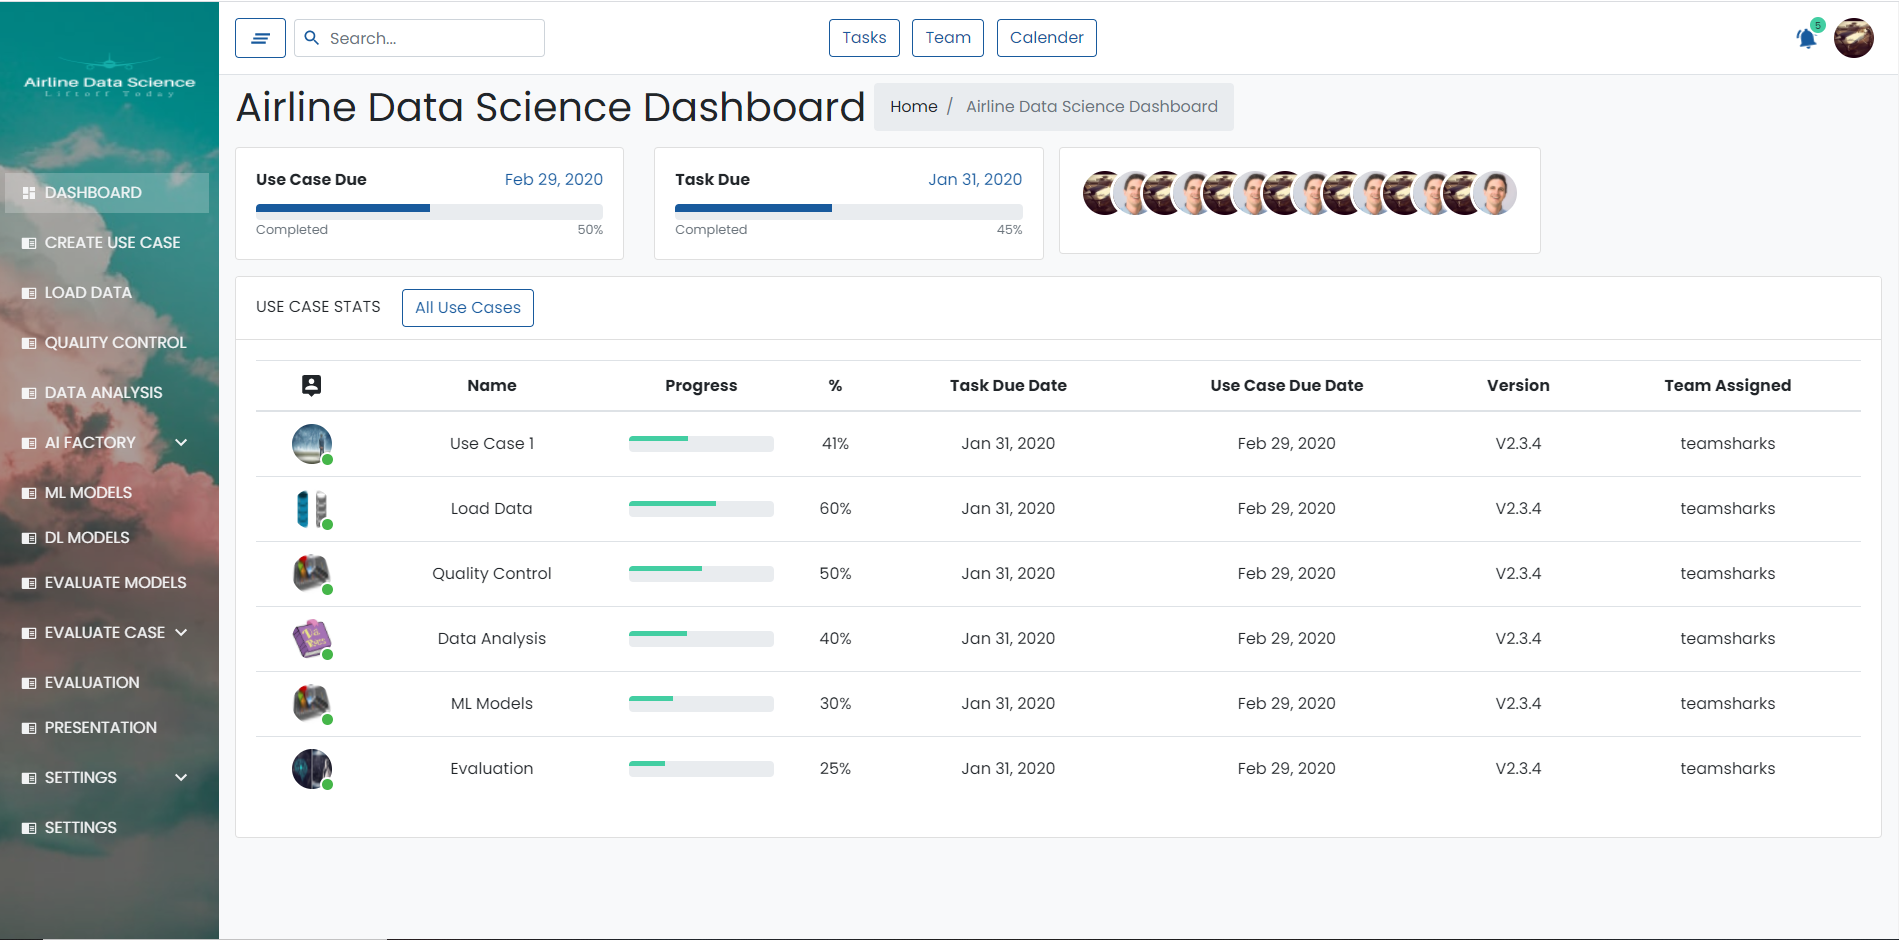 Airline Data Science
Liftoff Today
DASHBOARD
CREATE USE CASE
LOAD DATA
QUALITY CONTROL
DATA ANALYSIS
AI FACTORY
ML MODELS
DL MODELS
EVALUATE MODELS
EVALUATE CASE
EVALUATION
PRESENTATION
SETTINGS
SETTINGS
Search...
Tasks Team Calender
5
Airline Data Science Dashboard
Home / Airline Data Science Dashboard
Use Case Due Feb 29, 2020
Completed 50%
Task Due Jan 31, 2020
Completed 45%
USE CASE STATS All Use Cases
Name Progress % Task Due Date Use Case Due Date Version Team Assigned
Use Case 1 41% Jan 31, 2020 Feb 29, 2020 V2.3.4 teamsharks
Load Data 60% Jan 31, 2020 Feb 29, 2020 V2.3.4 teamsharks
Quality Control 50% Jan 31, 2020 Feb 29, 2020 V2.3.4 teamsharks
Data Analysis 40% Jan 31, 2020 Feb 29, 2020 V2.3.4 teamsharks
ML Models 30% Jan 31, 2020 Feb 29, 2020 V2.3.4 teamsharks
Evaluation 25% Jan 31, 2020 Feb 29, 2020 V2.3.4 teamsharks